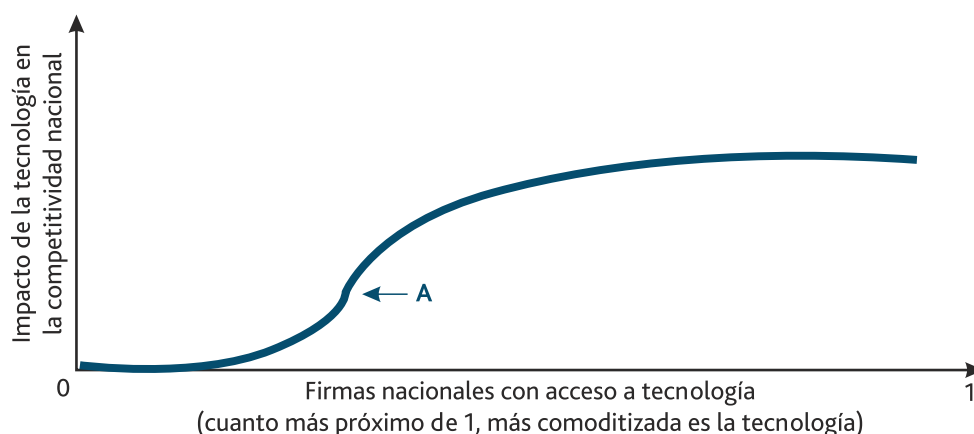 Impacto de la tecnología en
la competitividad nacional
A
0
1
Firmas nacionales con acceso a tecnología
(cuanto más próximo de 1, más comoditizada es la tecnología)